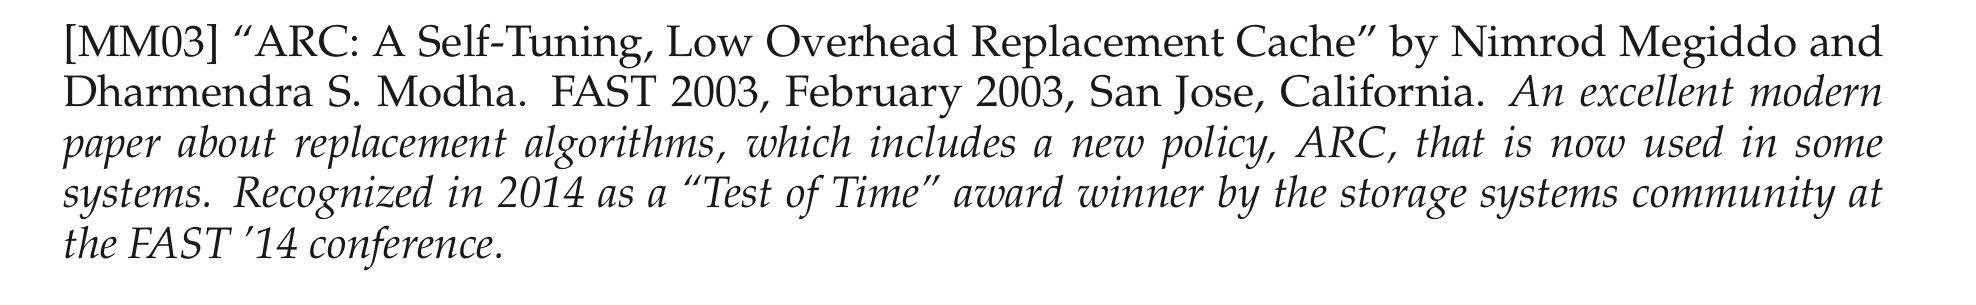 [MM03] “ARC: A Self-Tuning, Low Overhead Replacement Cache” by Nimrod Megiddo and
Dharmendra S. Modha. FAST 2003, February 2003, San Jose, California. An excellent modern
paper about replacement algorithms, which includes a new policy, ARC, that is now used in some
systems. Recognized in 2014 as a “Test of Time” award winner by the storage systems community at
the FAST ’14 conference.